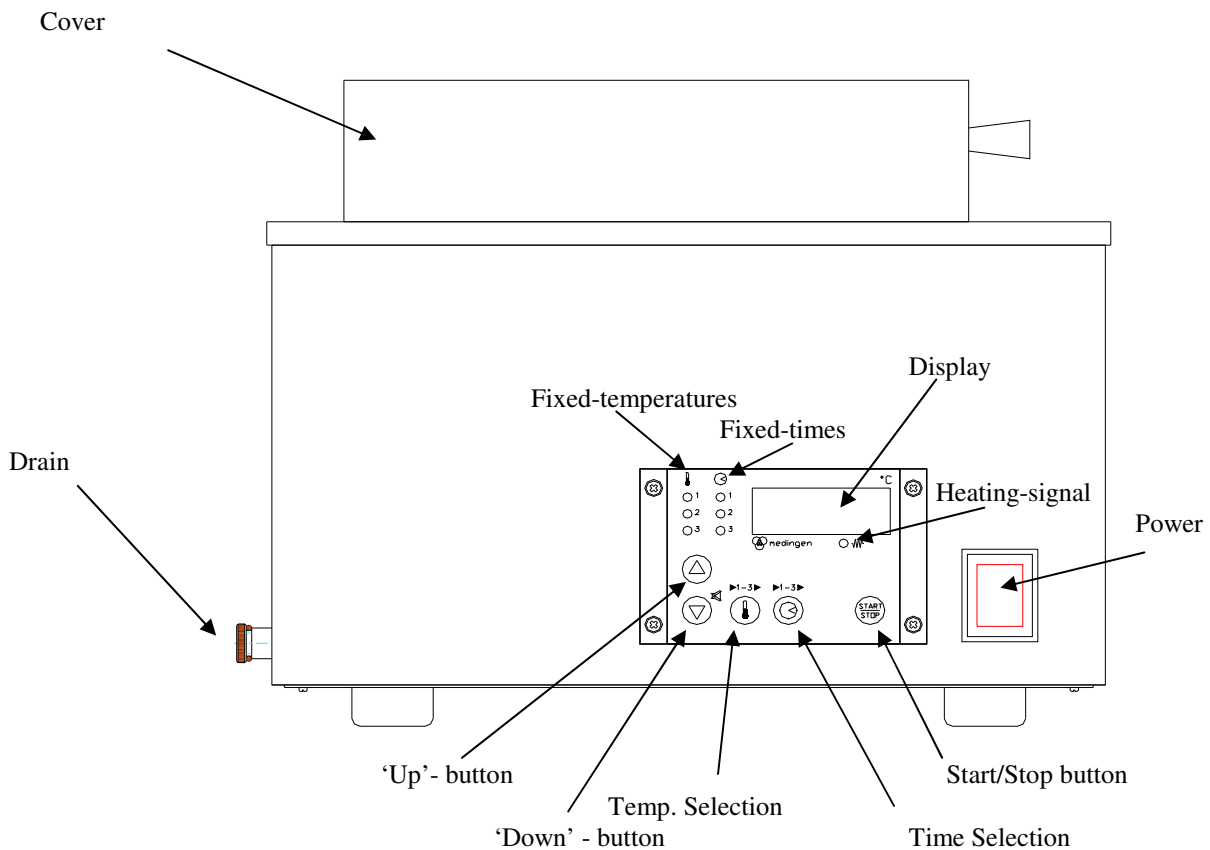 Cover
Display
Fixed-temperatures
Fixed-times
Drain
Heating-signal
Power
°C
1 1
2 2
3 3
medingen
▶1-3▶ ▶1-3▶
START
STOP
‘Up’- button
Start/Stop button
Temp. Selection
‘Down’ - button
Time Selection